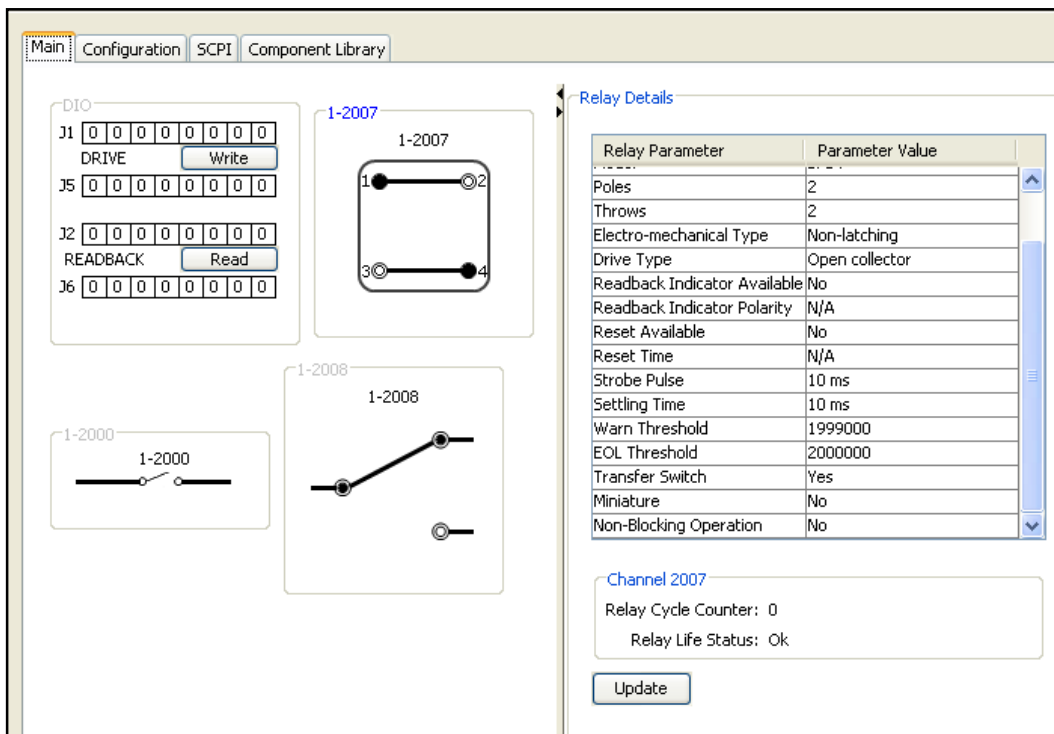 Main Configuration SCPI Component Library
DIO
J1 0 0 0 0 0 0 0 0
DRIVE Write
J5 0 0 0 0 0 0 0 0
J2 0 0 0 0 0 0 0 0
READBACK Read
J6 0 0 0 0 0 0 0 0
1-2007
1-2007
1 2
3 4
1-2000
1-2000
1-2008
1-2008
Relay Details
Relay Parameter Parameter Value
Poles 2
Throws 2
Electro-mechanical Type Non-latching
Drive Type Open collector
Readback Indicator Available No
Readback Indicator Polarity N/A
Reset Available No
Reset Time N/A
Strobe Pulse 10 ms
Settling Time 10 ms
Warn Threshold 1999000
EOL Threshold 2000000
Transfer Switch Yes
Miniature No
Non-Blocking Operation No
Channel 2007
Relay Cycle Counter: 0
Relay Life Status: Ok
Update